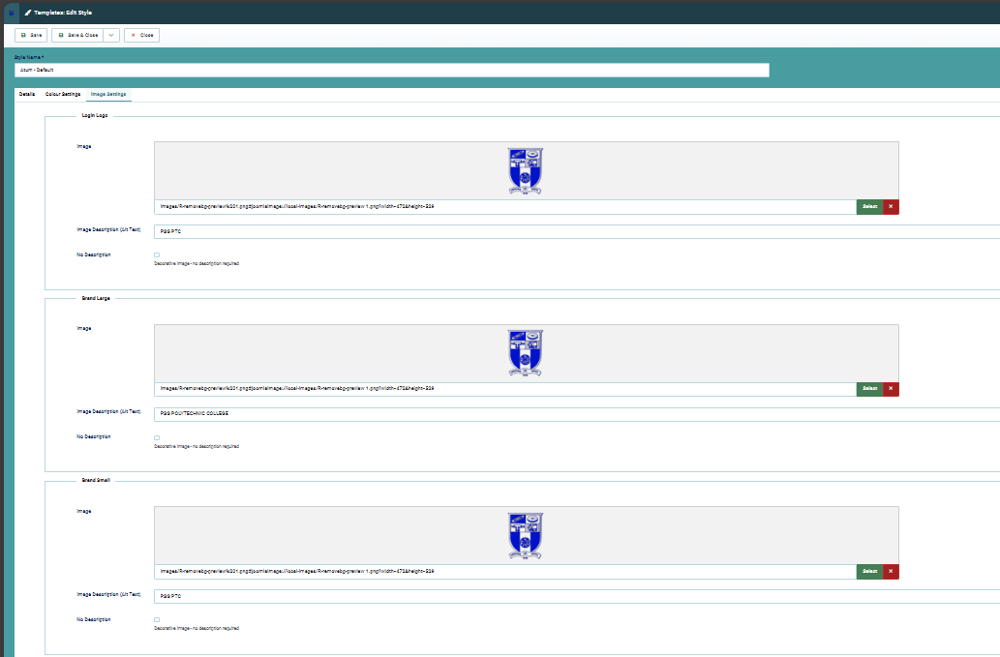 Templates: Edit Style
Save Save & Close Close
Style Name *
Atum - Default
Details Colour Settings Image Settings
Login Logo
Image
images/R-removebg-preview%201.png#joomlaImage://local-images/R-removebg-preview 1.png?width=472&height=529
Select
Image Description (Alt Text) PSG PTC
No Description
Decorative Image - no description required
Brand Large
Image
images/R-removebg-preview%201.png#joomlaImage://local-images/R-removebg-preview 1.png?width=472&height=529
Select
Image Description (Alt Text) PSG POLYTECHNIC COLLEGE
No Description
Decorative Image - no description required
Brand Small
Image
images/R-removebg-preview%201.png#joomlaImage://local-images/R-removebg-preview 1.png?width=472&height=529
Select
Image Description (Alt Text) PSG PTC
No Description
Decorative Image - no description required